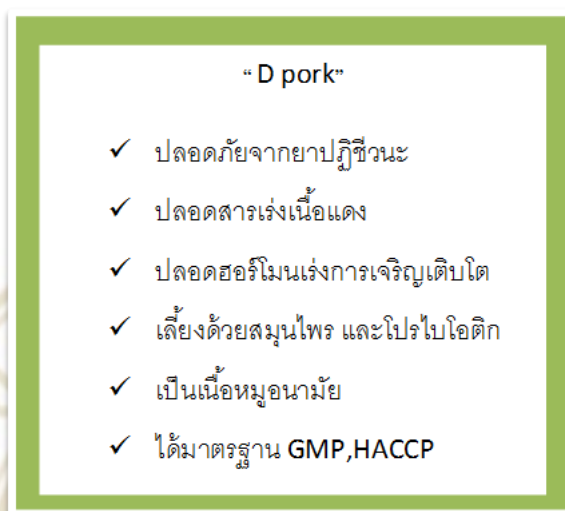 “ D pork”
✓ ปลอดภัยจากยาปฏิชีวนะ
✓ ปลอดสารเร่งเนื้อแดง
✓ ปลอดฮอร์โมนเร่งการเจริญเติบโต
✓ เลี้ยงด้วยสมุนไพร และโปรไบโอติก
✓ เป็นเนื้อหมูอนามัย
✓ ได้มาตรฐาน GMP,HACCP